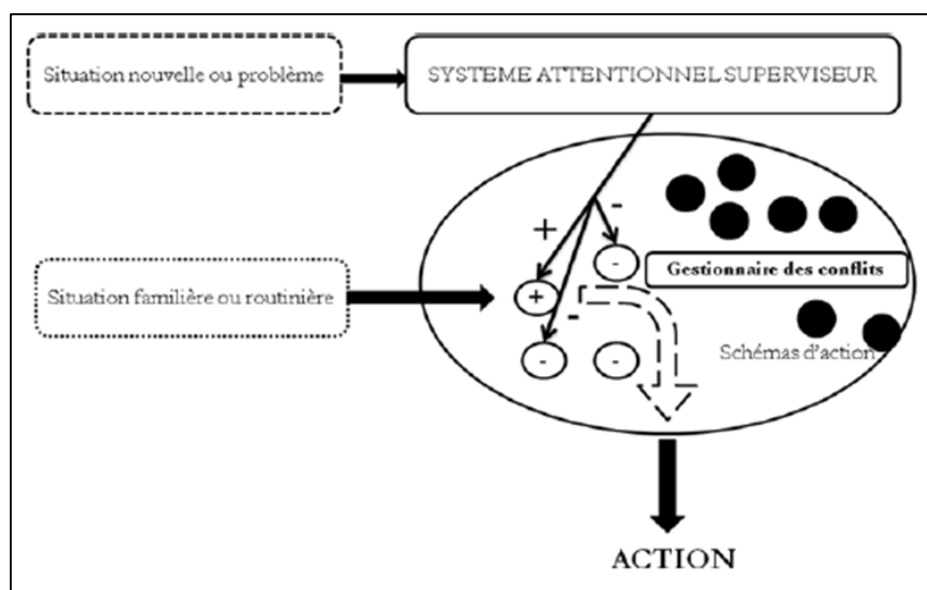 Situation nouvelle ou problème
SYSTEME ATTENTIONNEL SUPERVISEUR
+
-
-
Gestionnaire des conflits
Situation familière ou routinière
+
-
Schémas d'action
-
-
ACTION